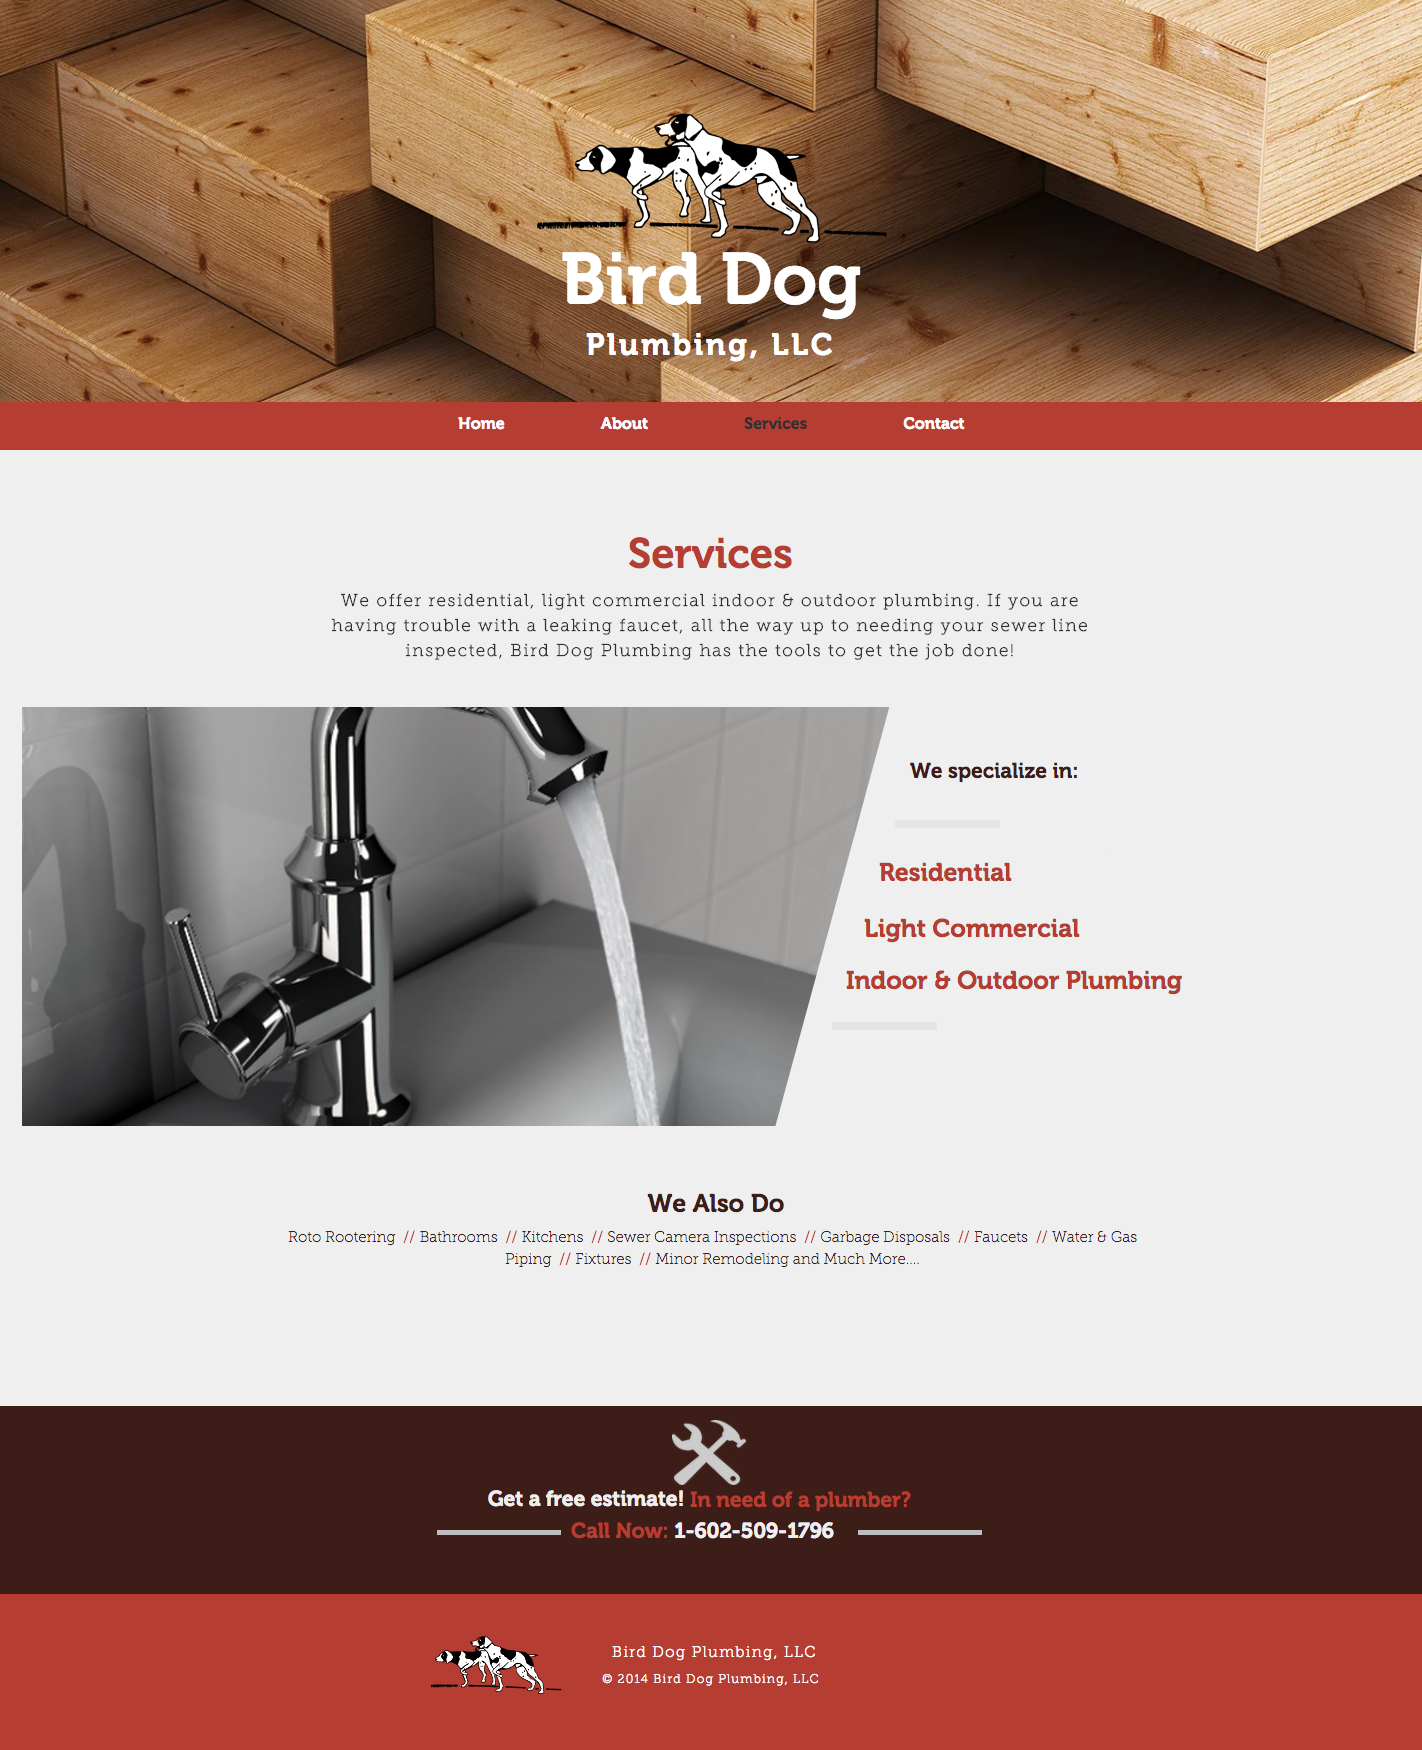 Bird Dog
Plumbing, LLC
Home About Services Contact
Services
We offer residential, light commercial indoor & outdoor plumbing. If you are
having trouble with a leaking faucet, all the way up to needing your sewer line
inspected, Bird Dog Plumbing has the tools to get the job done!
We specialize in:
Residential
Light Commercial
Indoor & Outdoor Plumbing
We Also Do
Roto Rootering // Bathrooms // Kitchens // Sewer Camera Inspections // Garbage Disposals // Faucets // Water & Gas
Piping // Fixtures // Minor Remodeling and Much More....
Get a free estimate! In need of a plumber?
Call Now: 1-602-509-1796
Bird Dog Plumbing, LLC
© 2014 Bird Dog Plumbing, LLC